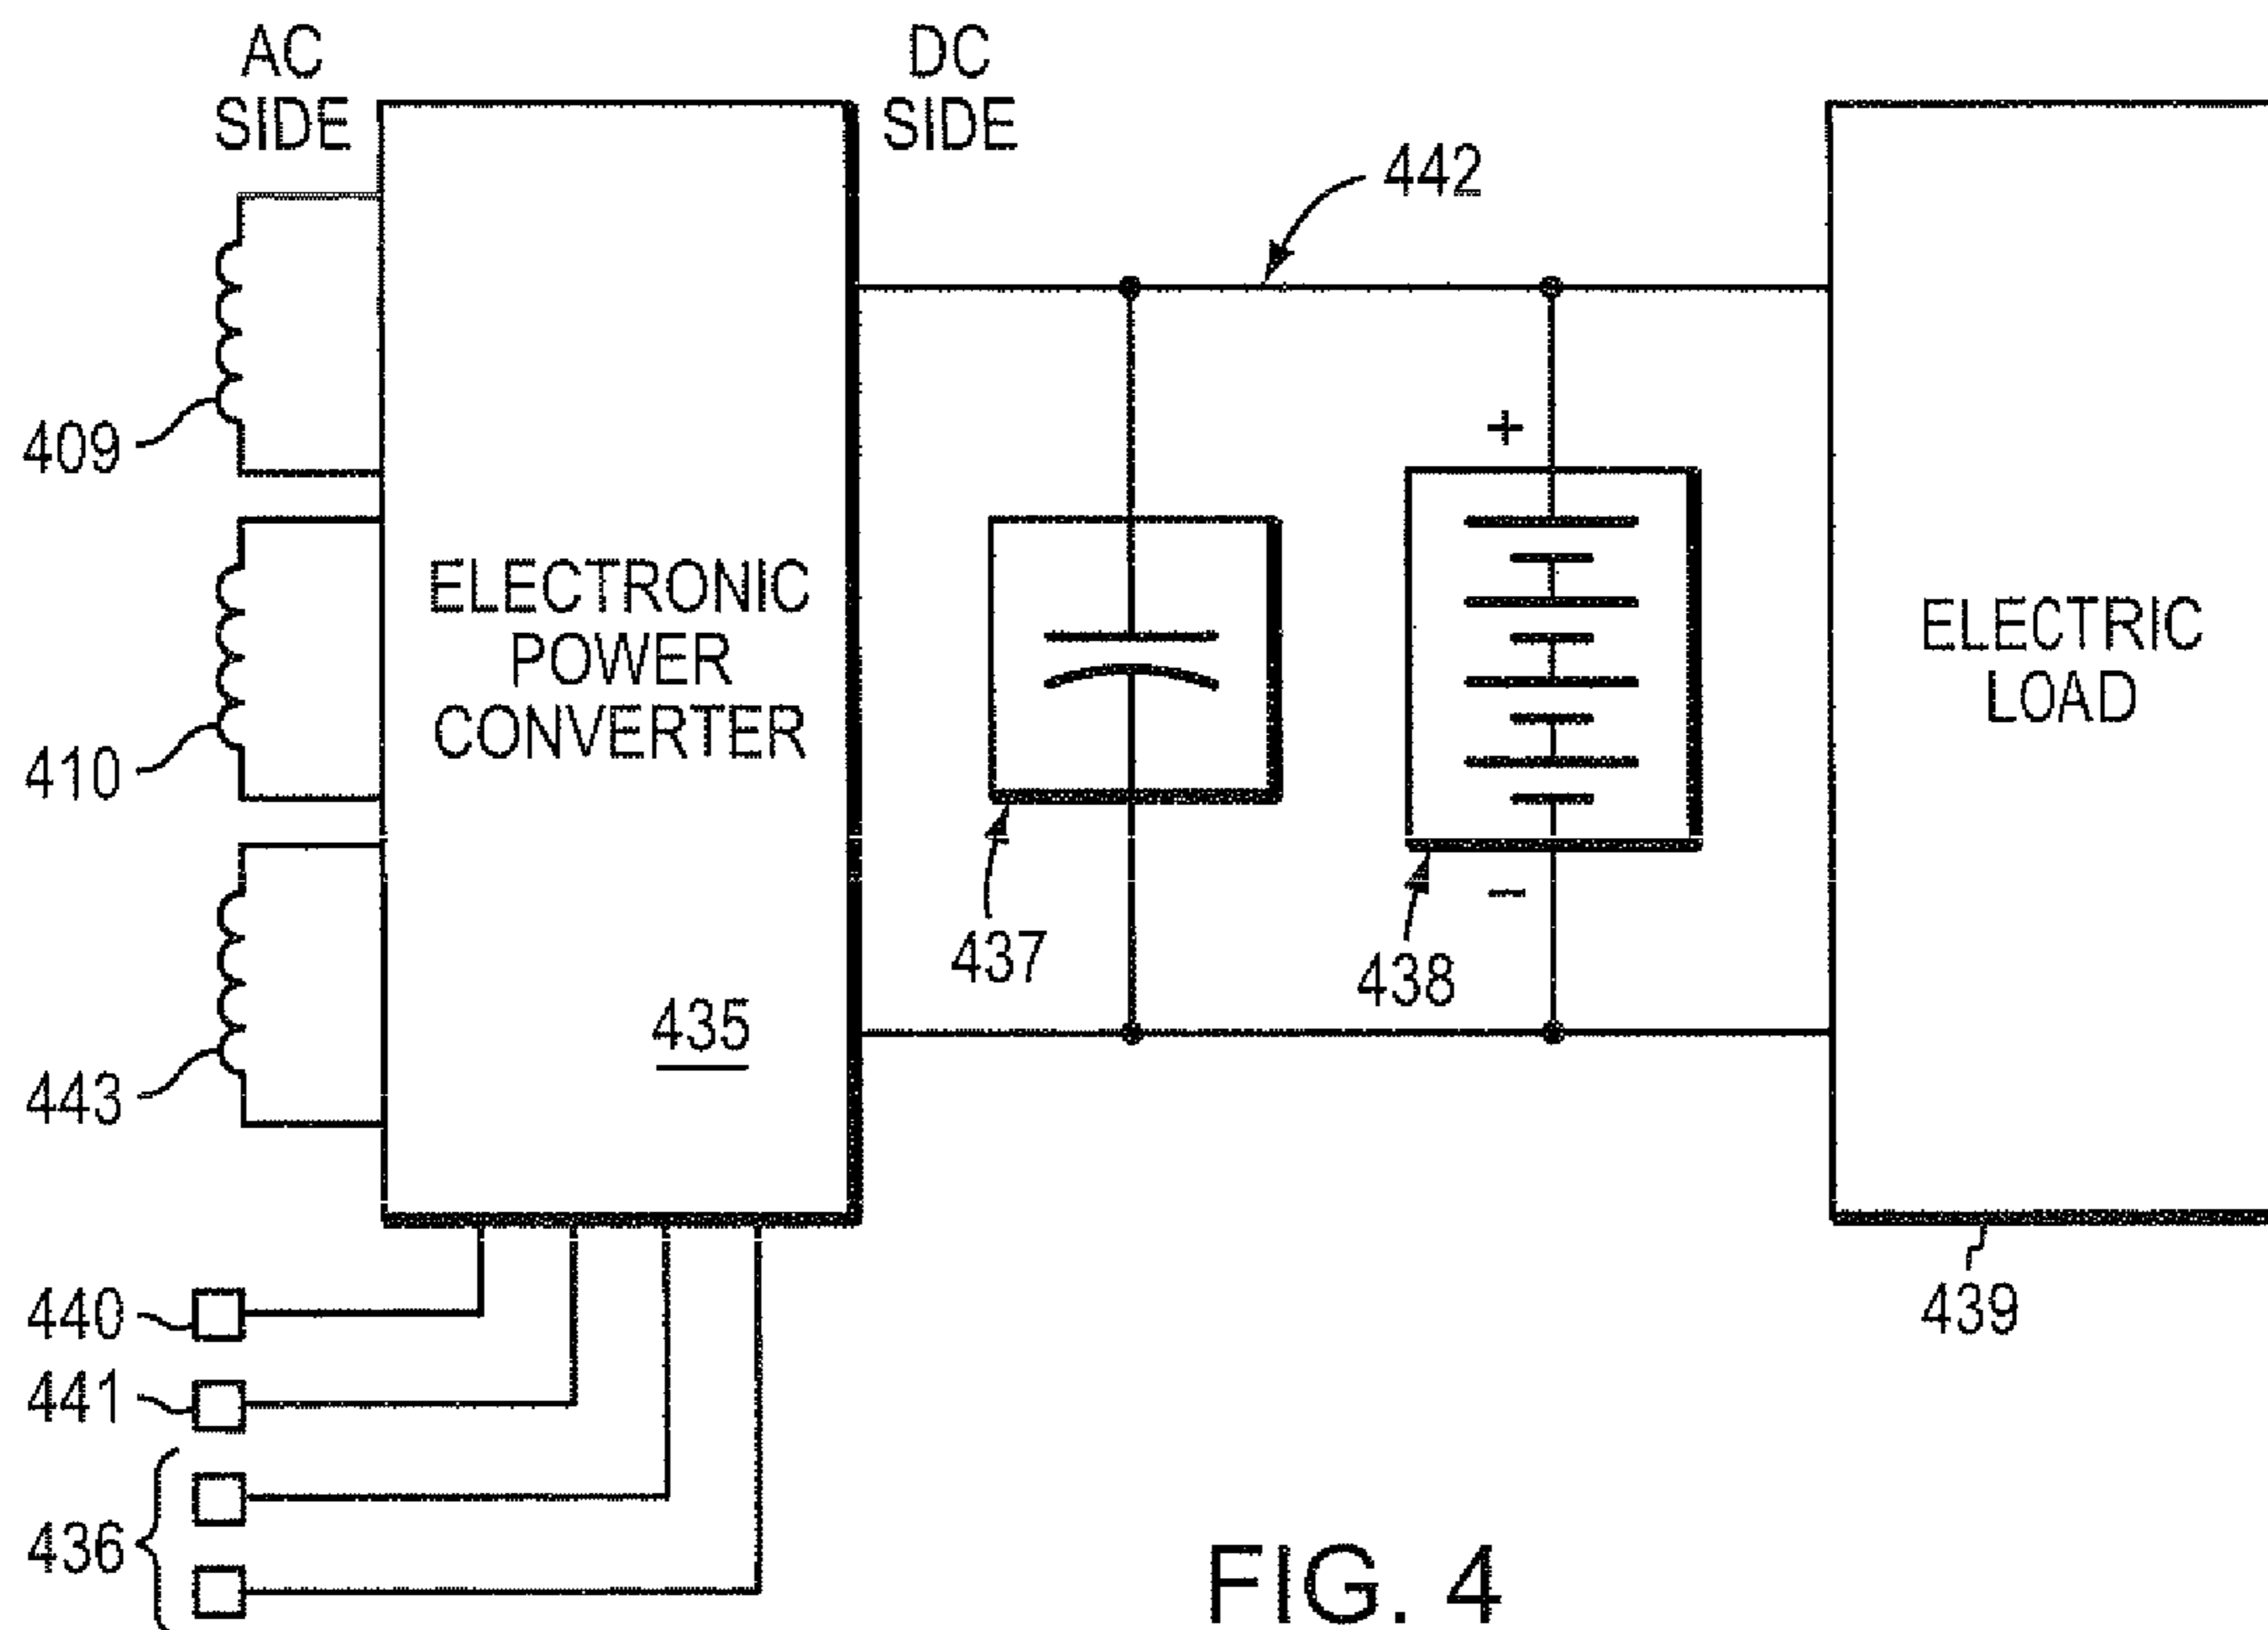 AC
SIDE
DC
SIDE
442
409
ELECTRONIC
POWER
CONVERTER
ELECTRIC
LOAD
+
410
437
438
−
435
443
440
439
441
436
FIG. 4